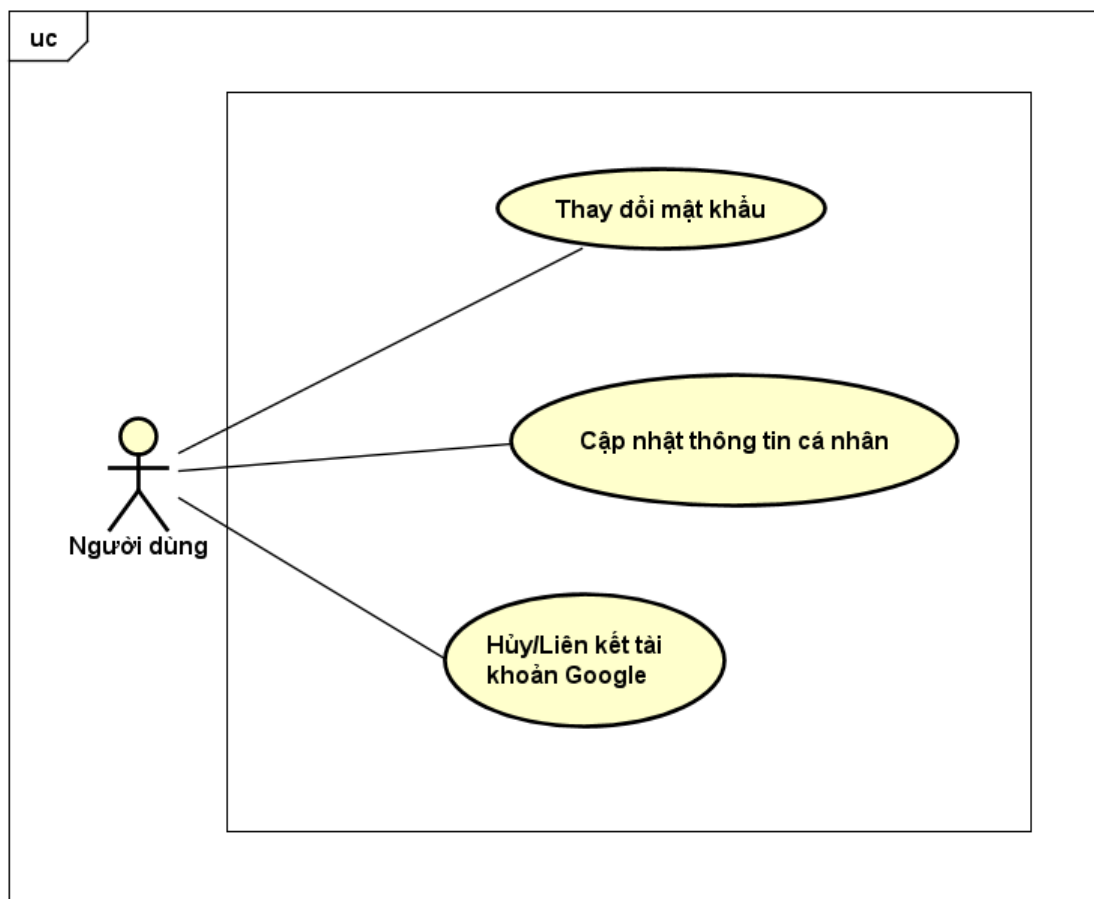 uc
Thay đổi mật khẩu
Cập nhật thông tin cá nhân
Người dùng
Hủy/Liên kết tài
khoản Google